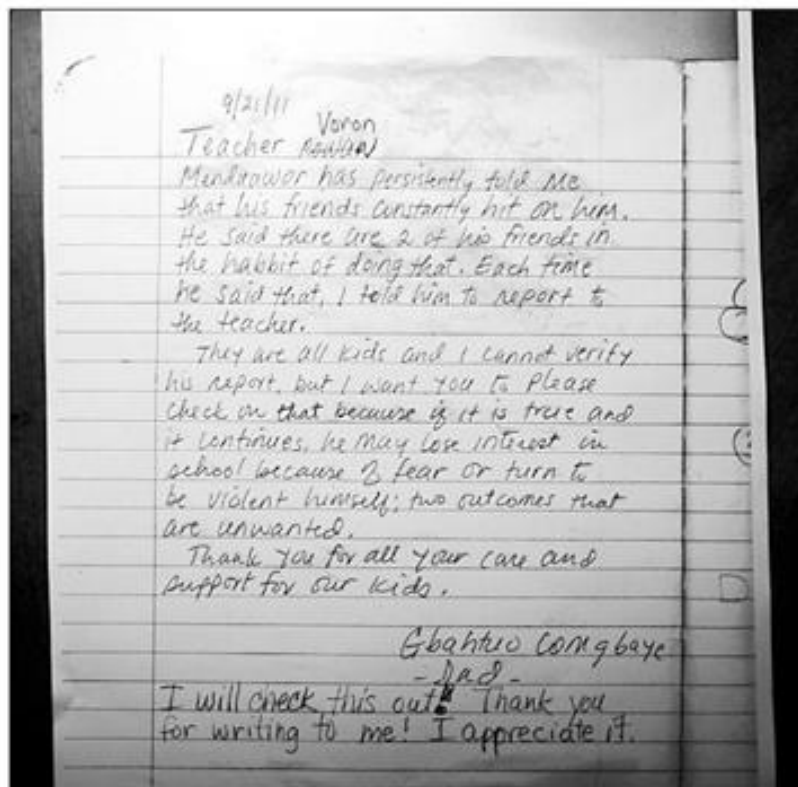 9/21/11
Voron
Teacher
Mendaawor has persistently told me
that his friends constantly hit on him.
He said there are 2 of his friends in
the habbit of doing that. Each time
he said that, I told him to report to
the teacher.
They are all kids and I cannot verify
his report, but I want you to please
check on that because if it is true and
it continues, he may lose interest in
school because of fear or turn to
be violent himself; two outcomes that
are unwanted.
Thank you for all your care and
support for our kids.
Gbahtuo Comgbaye
- Dad -
I will check this out! Thank you
for writing to me! I appreciate it.